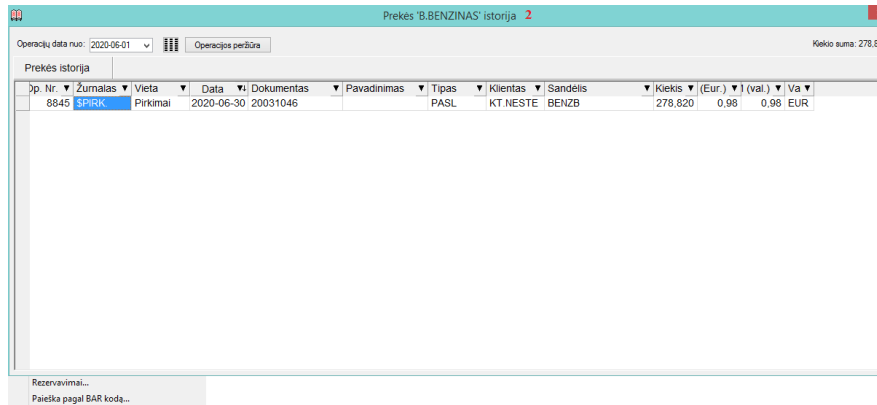 Prekės 'B.BENZINAS' istorija 2
Operacijų data nuo: 2020-06-01 Operacijos peržiūra Kiekio suma: 278,8
Prekės istorija
Op. Nr. ▼ Žurnalas ▼ Vieta ▼ Data ▼↓ Dokumentas ▼ Pavadinimas ▼ Tipas ▼ Klientas ▼ Sandėlis ▼ Kiekis ▼ (Eur.) ▼ (val.) ▼ Va ▼
8845 $PIRK Pirkimai 2020-06-30 20031046 PASL KT.NESTE BENZB 278,820 0,98 0,98 EUR
Rezervavimai...
Paieška pagal BAR kodą...